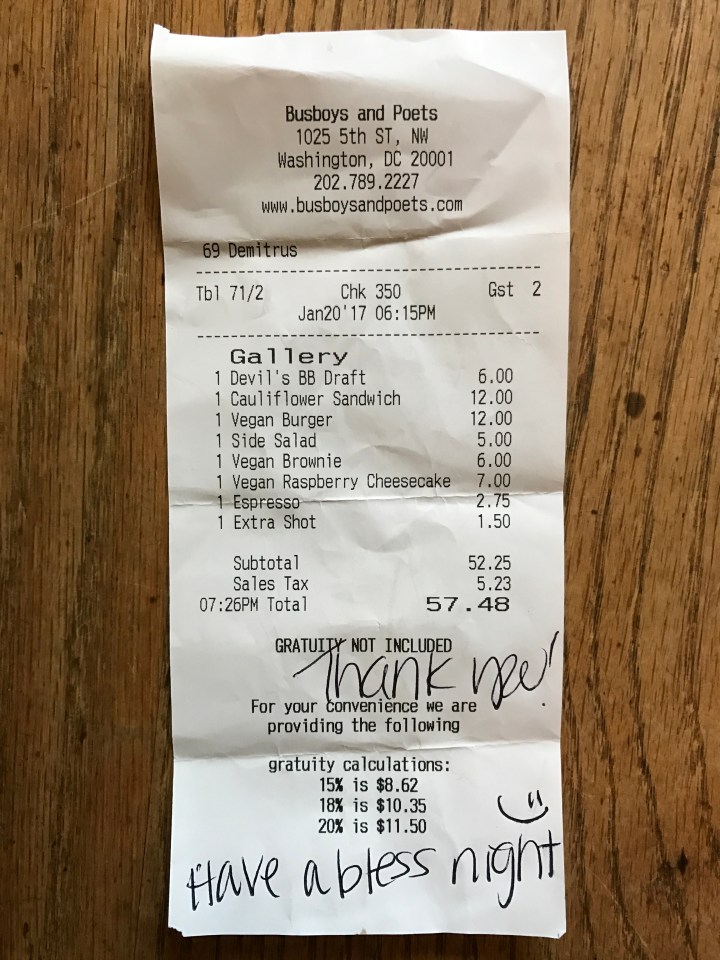 Busboys and Poets
1025 5th ST, NW
Washington, DC 20001
202.789.2227
www.busboysandpoets.com
69 Demitrus
Tbl 71/2 Chk 350 Gst 2
Jan20'17 06:15PM
Gallery
1 Devil's BB Draft 6.00
1 Cauliflower Sandwich 12.00
1 Vegan Burger 12.00
1 Side Salad 5.00
1 Vegan Brownie 6.00
1 Vegan Raspberry Cheesecake 7.00
1 Espresso 2.75
1 Extra Shot 1.50
Subtotal 52.25
Sales Tax 5.23
07:26PM Total 57.48
GRATUITY NOT INCLUDED
Thank you!
For your convenience we are
providing the following
gratuity calculations:
15% is $8.62
18% is $10.35
20% is $11.50
Have a bless night